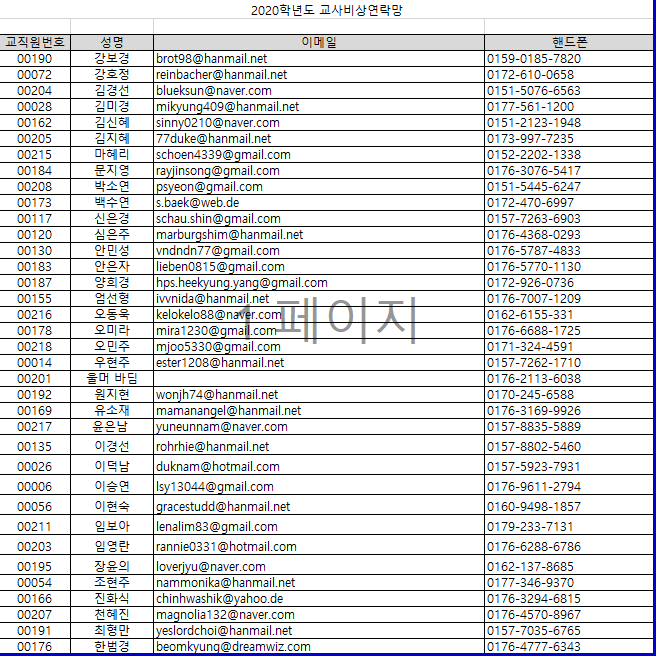 2020학년도 교사비상연락망
교직원번호 성명 이메일 핸드폰
00190 강보경 brot98@hanmail.net 0159-0185-7820
00072 강호정 reinbacher@hanmail.net 0172-610-0658
00204 김경선 blueksun@naver.com 0151-5076-6563
00028 김미경 mikyung409@hanmail.net 0177-561-1200
00162 김신혜 sinny0210@naver.com 0151-2123-1948
00205 김지혜 77duke@hanmail.net 0173-997-7235
00215 마혜리 schoen4339@gmail.com 0152-2202-1338
00184 문지영 rayjinsong@gmail.com 0176-3076-5417
00208 박소연 psyeon@gmail.com 0151-5445-6247
00173 백수연 s.baek@web.de 0172-470-6997
00117 신은경 schau.shin@gmail.com 0157-7263-6903
00120 심은주 marburgshim@hanmail.net 0176-4368-0293
00130 안민성 vndndn77@gmail.com 0176-5787-4833
00183 안은자 lieben0815@gmail.com 0176-5770-1130
00187 양희경 hps.heekyung.yang@gmail.com 0172-926-0736
00155 엄선형 ivvnida@hanmail.net 0176-7007-1209
00216 오동욱 kelokelo88@naver.com 0162-6155-331
00178 오미라 mira1230@gmail.com 0176-6688-1725
00218 오민주 mjoo5330@gmail.com 0171-324-4591
00014 우현주 ester1208@hanmail.net 0157-7262-1710
00201 울머 바딤 0176-2113-6038
00192 원지현 wonjh74@hanmail.net 0170-245-6588
00169 유소재 mamanangel@hanmail.net 0176-3169-9926
00217 윤은남 yuneunnam@naver.com 0157-8835-5889
00135 이경선 rohrhie@hanmail.net 0157-8802-5460
00026 이덕남 duknam@hotmail.com 0157-5923-7931
00006 이승연 lsy13044@gmail.com 0176-9611-2794
00056 이현숙 gracestudd@hanmail.net 0160-9498-1857
00211 임보아 lenalim83@gmail.com 0179-233-7131
00203 임영란 rannie0331@hotmail.com 0176-6288-6786
00195 장윤의 loverjyu@naver.com 0162-137-8685
00054 조현주 nammonika@hanmail.net 0177-346-9370
00166 진화식 chinhwashik@yahoo.de 0176-3294-6815
00207 천혜진 magnolia132@naver.com 0176-4570-8967
00191 최형만 yeslordchoi@hanmail.net 0157-7035-6765
00176 한범경 beomkyung@dreamwiz.com 0176-4777-6343
1 페이지